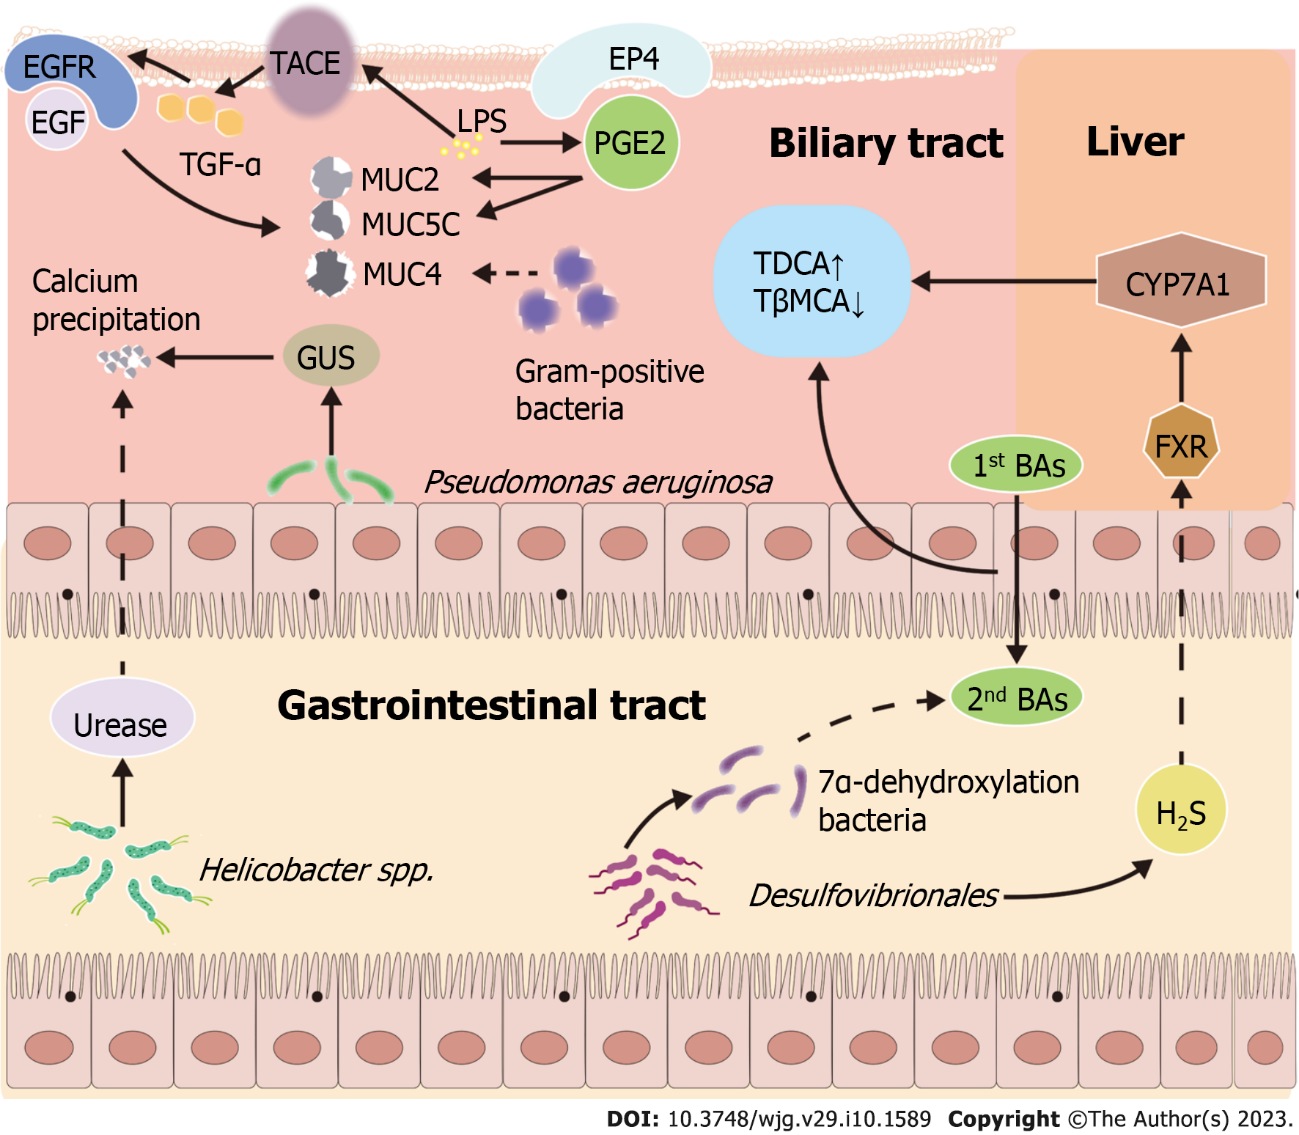 EGFR
EGF
TACE
TGF-ɑ
LPS
EP4
PGE2
MUC2
MUC5C
MUC4
Biliary tract
Liver
TDCA↑
TβMCA↓
CYP7A1
FXR
Calcium
precipitation
GUS
Gram-positive
bacteria
Pseudomonas aeruginosa
1st BAs
Gastrointestinal tract
Urease
2nd BAs
7ɑ-dehydroxylation
bacteria
H₂S
Helicobacter spp.
Desulfovibrionales
DOI: 10.3748/wjg.v29.i10.1589 Copyright ©The Author(s) 2023.